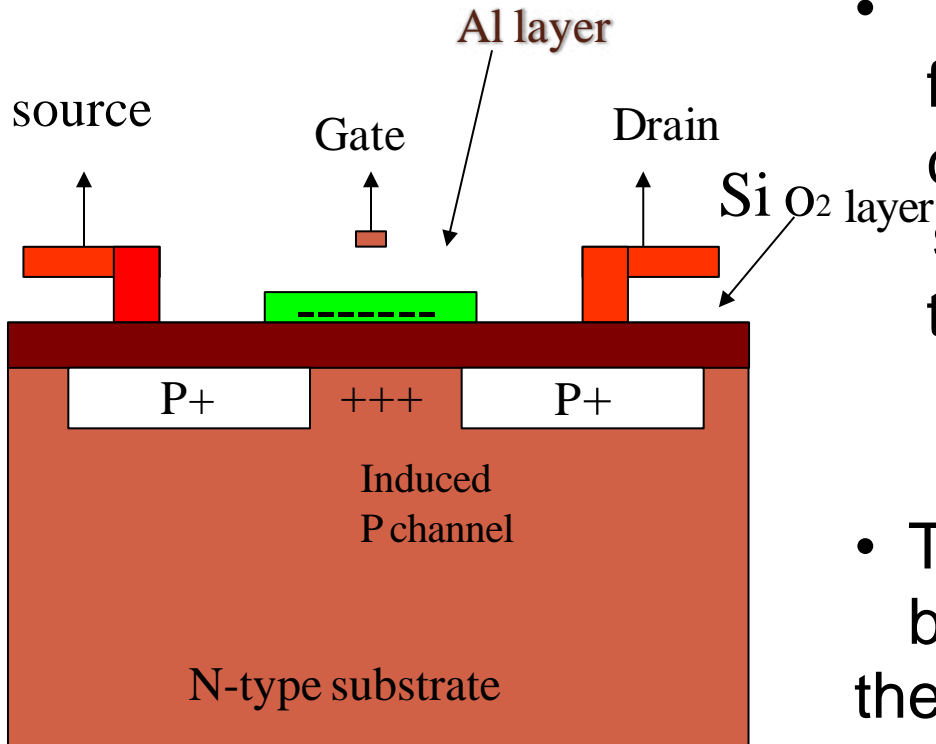 Al layer
source
Gate
Drain
Si o₂ layer
P+
+++
P+
Induced
P channel
N-type substrate
the